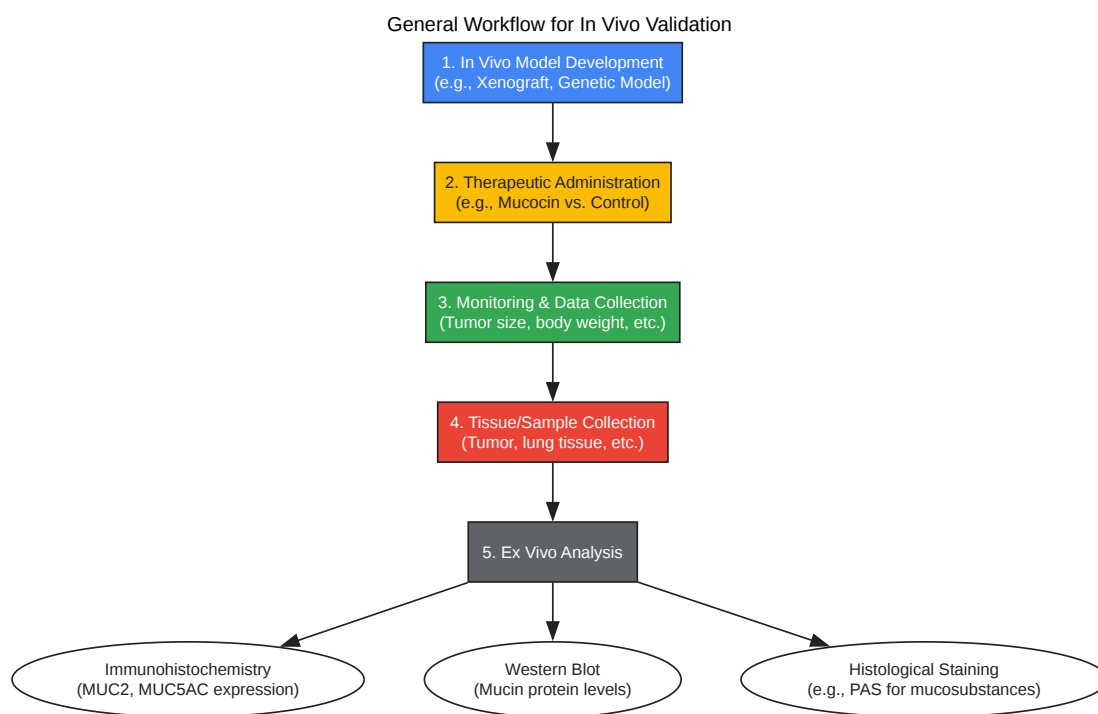 General Workflow for In Vivo Validation
1. In Vivo Model Development
(e.g., Xenograft, Genetic Model)
2. Therapeutic Administration
(e.g., Mucocin vs. Control)
3. Monitoring & Data Collection
(Tumor size, body weight, etc.)
4. Tissue/Sample Collection
(Tumor, lung tissue, etc.)
5. Ex Vivo Analysis
Immunohistochemistry
(MUC2, MUC5AC expression)
Western Blot
(Mucin protein levels)
Histological Staining
(e.g., PAS for mucosubstances)